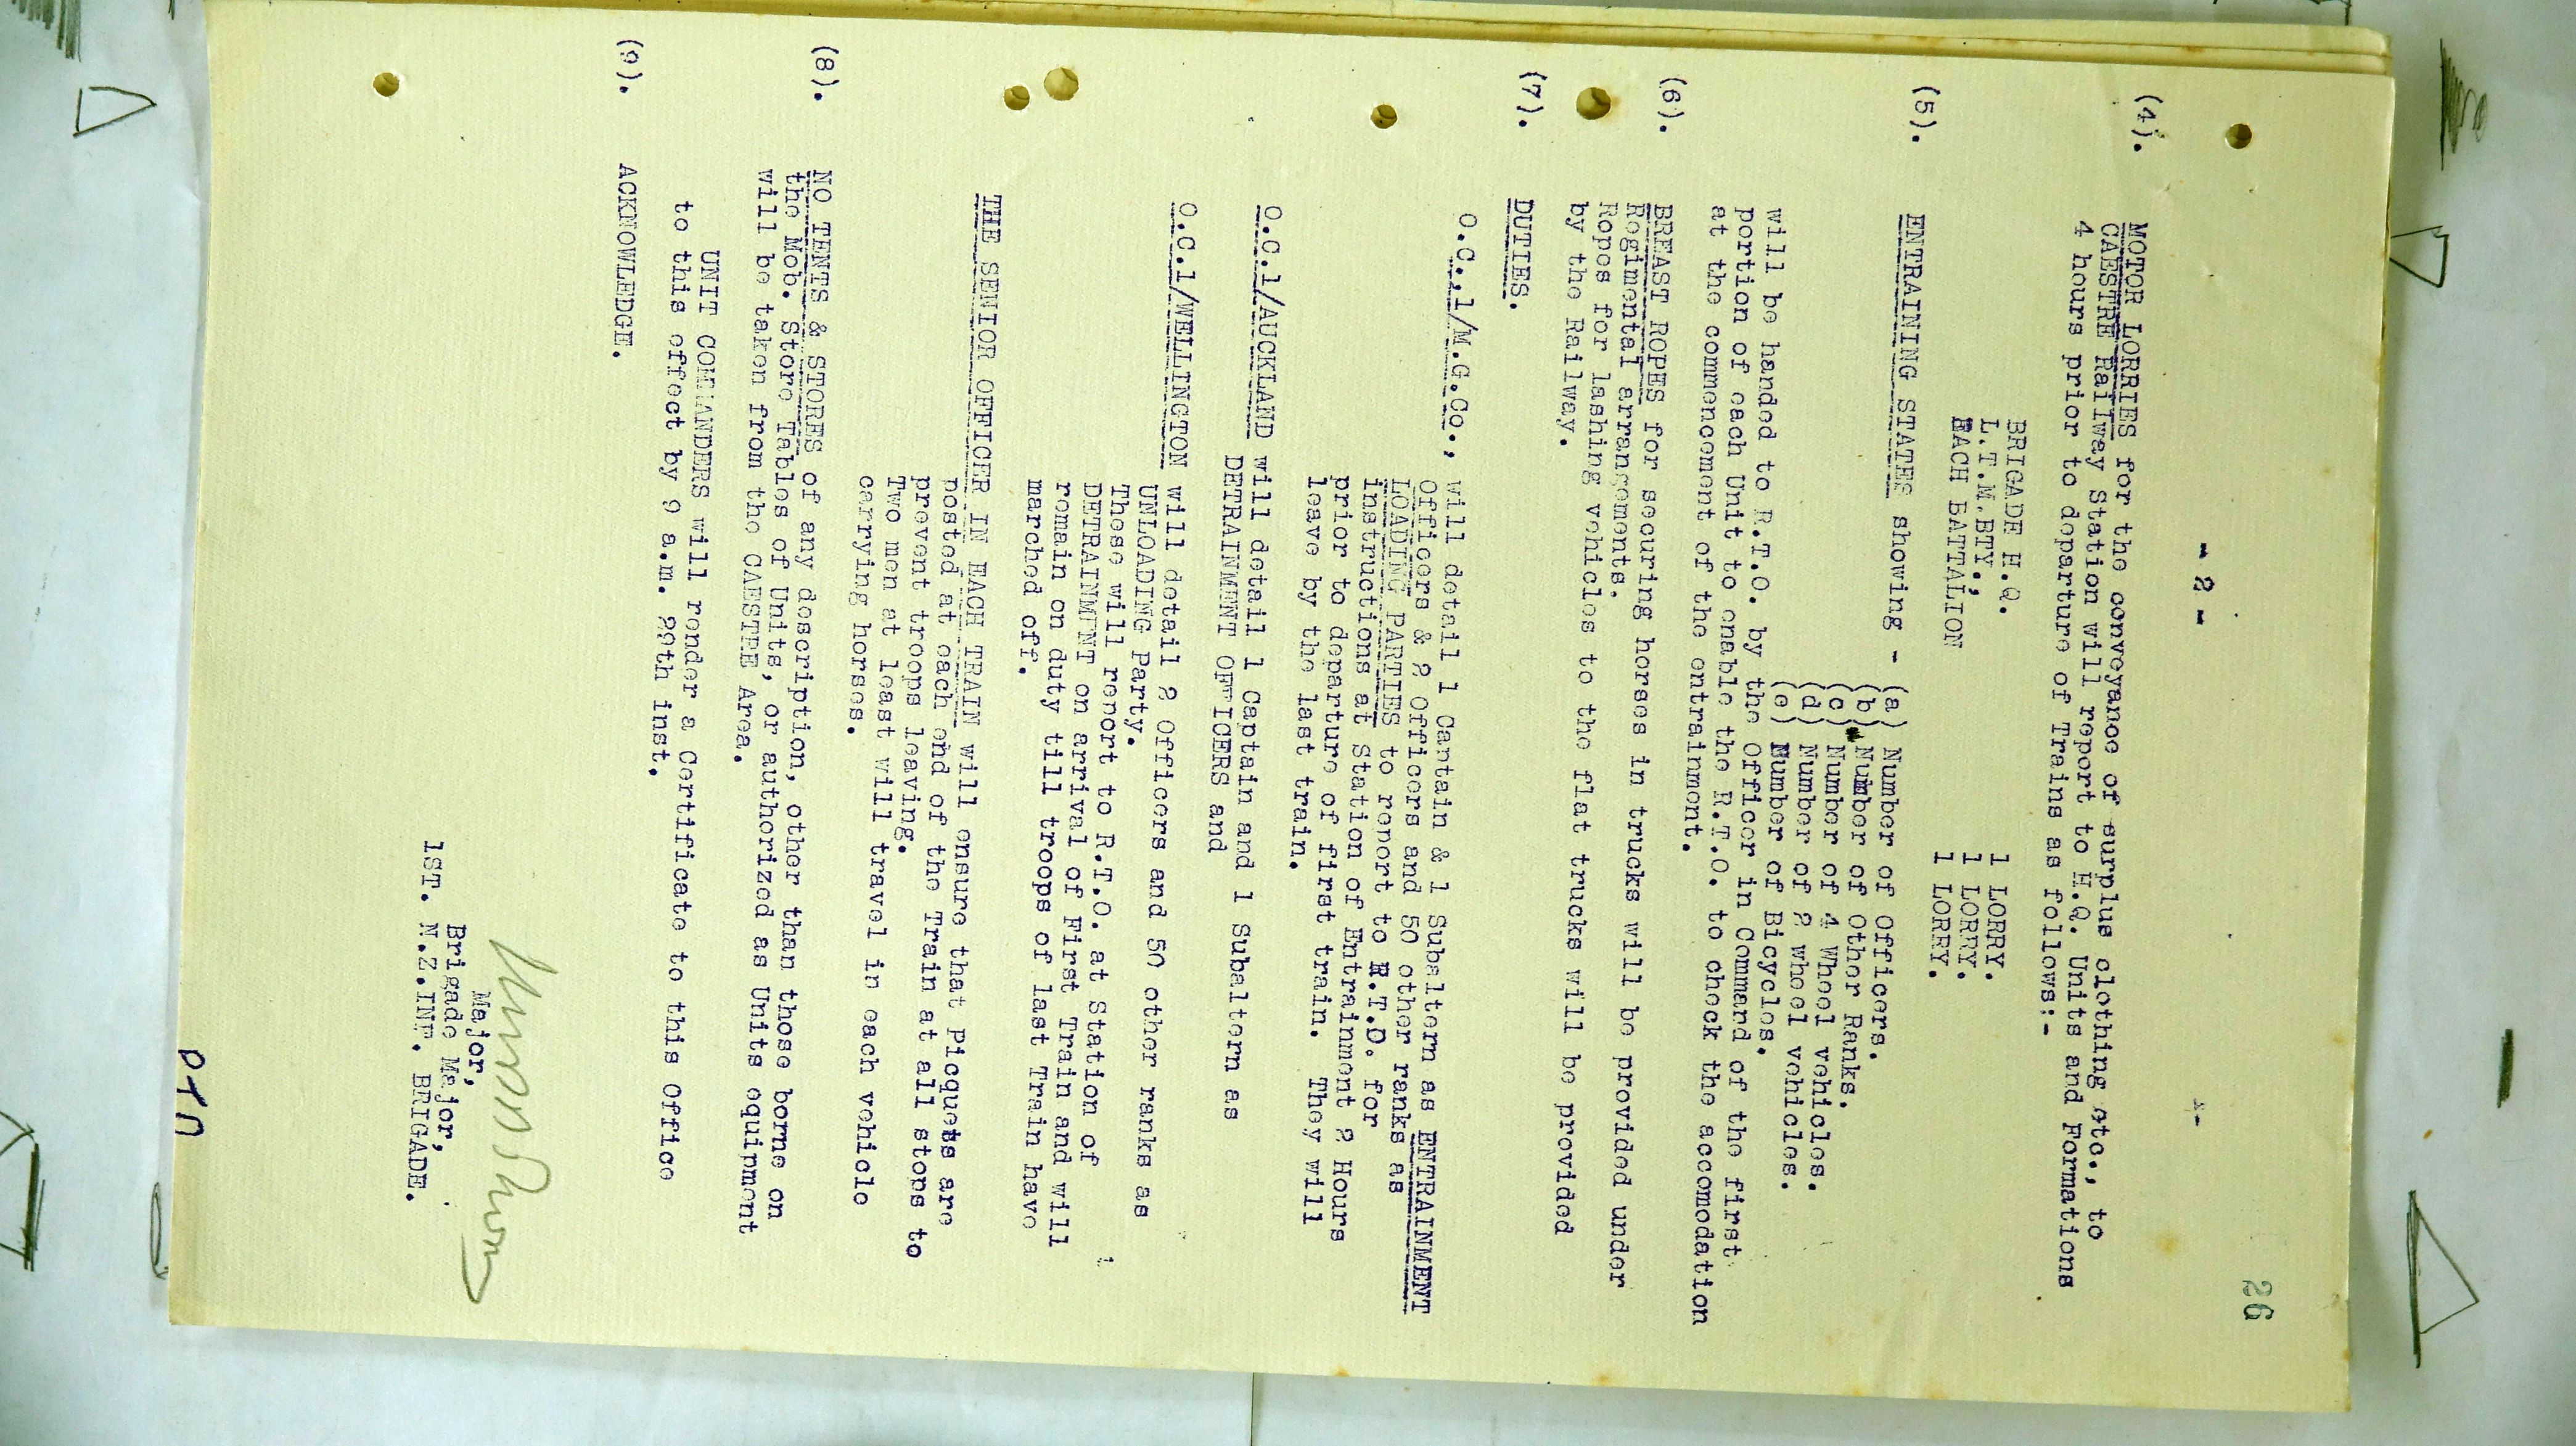 26
- 2 -
(4). MOTOR LORRIES for the conveyance of surplus clothing etc., to
CAESTRE Railway Station will report to H.Q. Units and Formations
4 hours prior to departure of Trains as follows:-
BRIGADE H.Q. 1 LORRY.
L.T.M.BTY., 1 LORRY.
EACH BATTALION 1 LORRY.
(5). ENTRAINING STATES showing - (a) Number of Officers.
(b) Number of Other Ranks.
(c) Number of 4 Wheel vehicles.
(d) Number of 2 wheel vehicles.
(e) Number of Bicycles.
will be handed to R.T.O. by the Officer in Command of the first
portion of each Unit to enable the R.T.O. to check the accomodation
at the commencement of the entrainment.
(6). BREAST ROPES for securing horses in trucks will be provided under
Regimental arrangements.
Ropes for lashing vehicles to the flat trucks will be provided
by the Railway.
(7). DUTIES.
O.C.,1/M.G.Co., will detail 1 Captain & 1 Subaltern as ENTRAINMENT
Officers & 2 Officers and 50 other ranks as
LOADING PARTIES to report to R.T.O. for
instructions at Station of Entrainment 2 Hours
prior to departure of first train. They will
leave by the last train.
O.C.1/AUCKLAND will detail 1 Captain and 1 Subaltern as
DETRAINMENT OFFICERS and
O.C.1/WELLINGTON will detail 2 Officers and 50 other ranks as
UNLOADING Party.
These will report to R.T.O. at Station of
DETRAINMENT on arrival of First Train and will
remain on duty till troops of last Train have
marched off.
THE SENIOR OFFICER IN EACH TRAIN will ensure that Picquets are
posted at each end of the Train at all stops to
prevent troops leaving.
Two men at least will travel in each vehicle
carrying horses.
(8). NO TENTS & STORES of any description, other than those borne on
the Mob. Store Tables of Units, or authorized as Units equipment
will be taken from the CAESTRE Area.
UNIT COMMANDERS will render a Certificate to this Office
to this effect by 9 a.m. 29th inst.
(9). ACKNOWLEDGE.
Major,
Brigade Major,
1ST. N.Z.INF. BRIGADE.
PTO